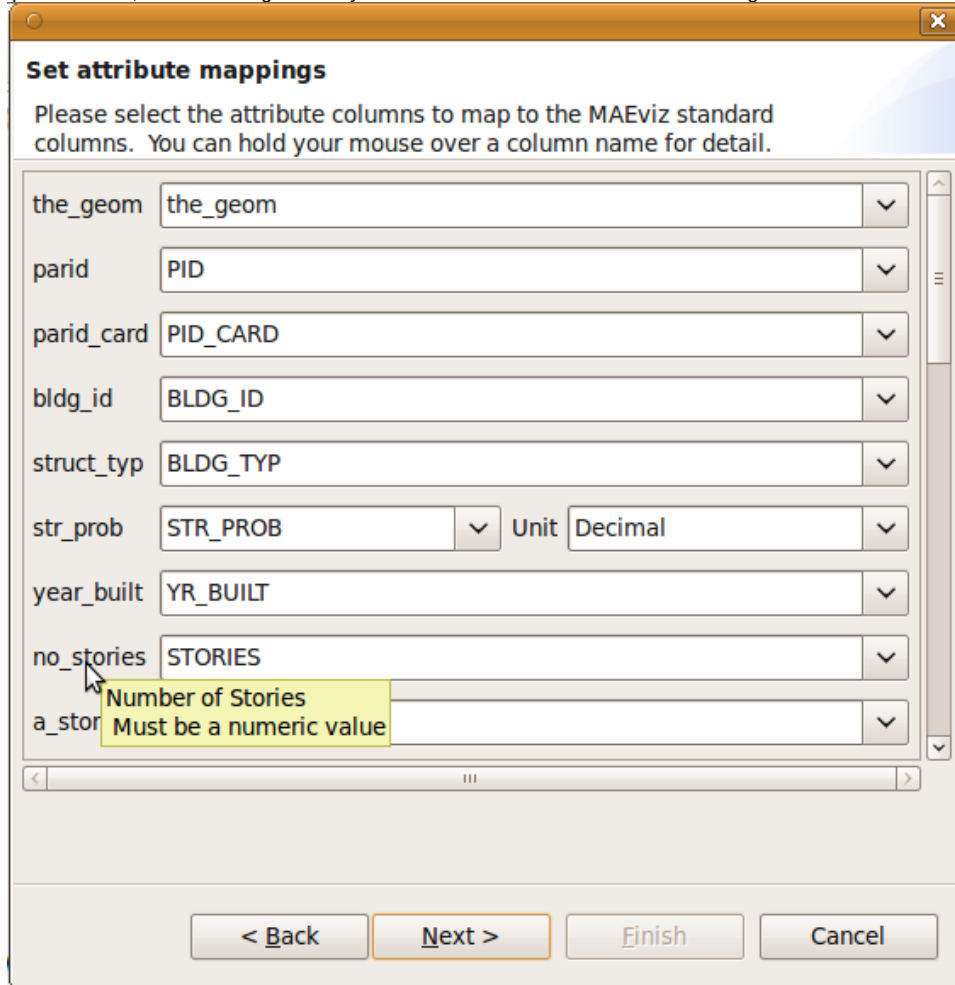 Set attribute mappings
Please select the attribute columns to map to the MAEviz standard
columns. You can hold your mouse over a column name for detail.
the_geom the_geom
parid PID
parid_card PID_CARD
bldg_id BLDG_ID
struct_typ BLDG_TYP
str_prob STR_PROB Unit Decimal
year_built YR_BUILT
no_stories STORIES
Number of Stories
Must be a numeric value
< Back Next > Finish Cancel